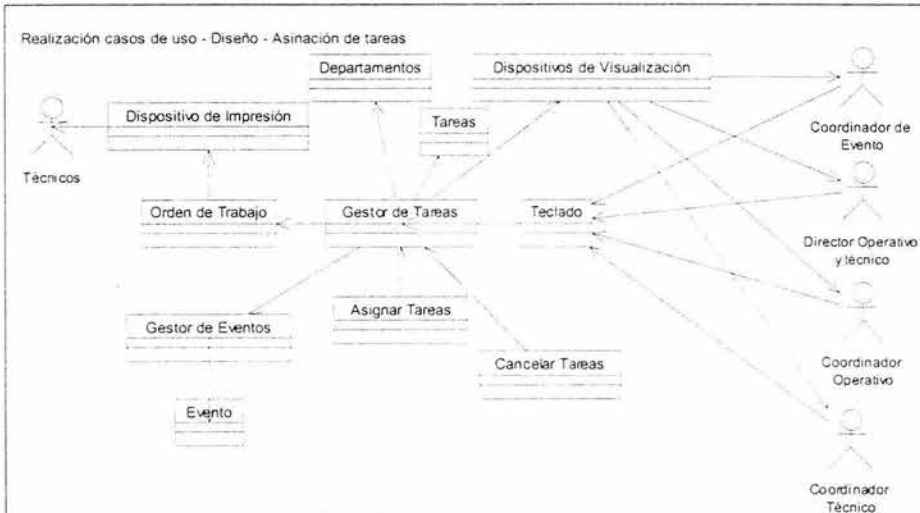 Realización casos de uso - Diseño - Asinación de tareas
Departamentos
Dispositivos de Visualización
Dispositivo de Impresión
Tareas
Coordinador de
Evento
Técnicos
Orden de Trabajo
Gestor de Tareas
Teclado
Director Operativo
y técnico
Gestor de Eventos
Asignar Tareas
Cancelar Tareas
Coordinador
Operativo
Evento
Coordinador
Técnico